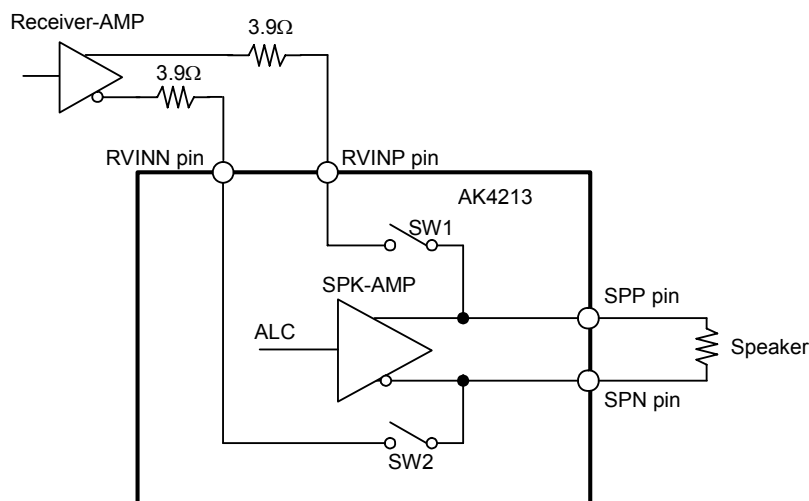 Receiver-AMP
3.9Ω
3.9Ω
RVINN pin
RVINP pin
AK4213
SW1
SPK-AMP
SPP pin
ALC
Speaker
SPN pin
SW2